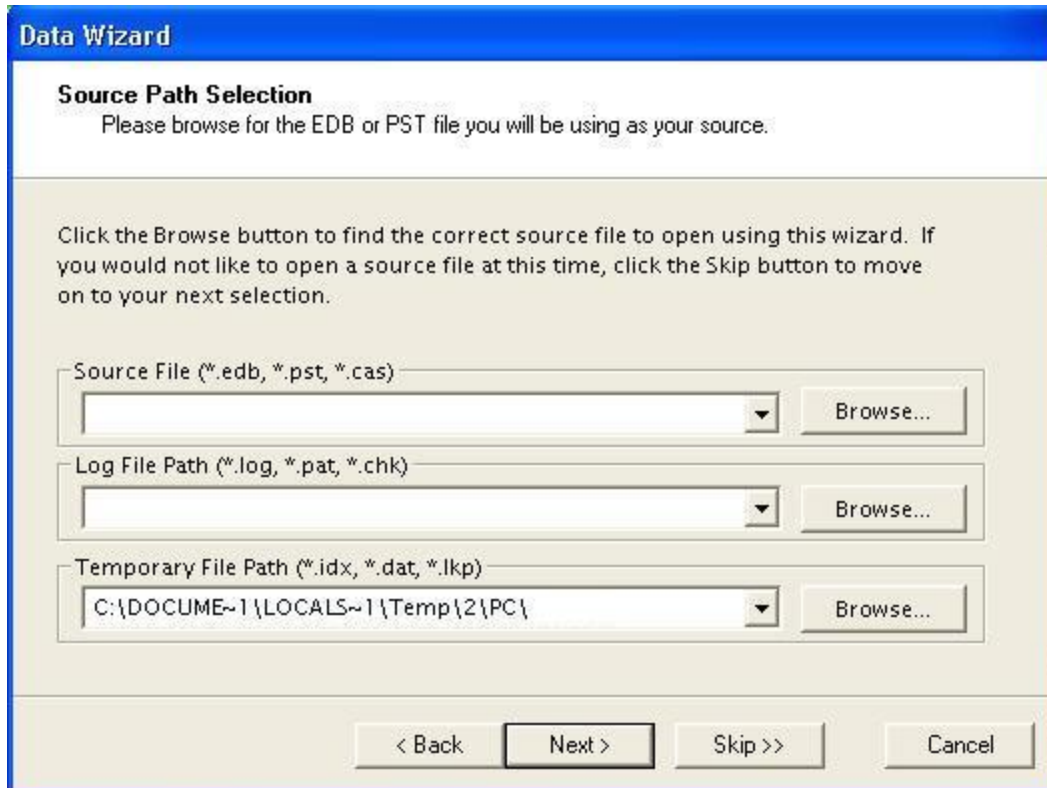 Data Wizard
Source Path Selection
Please browse for the EDB or PST file you will be using as your source.
Click the Browse button to find the correct source file to open using this wizard. If
you would not like to open a source file at this time, click the Skip button to move
on to your next selection.
Source File (*.edb, *.pst, *.cas)
Browse...
Log File Path (*.log, *.pat, *.chk)
Browse...
Temporary File Path (*.idx, *.dat, *.lkp)
C:\DOCUME~1\LOCALS~1\Temp\2\PC\
Browse...
< Back Next > Skip >> Cancel